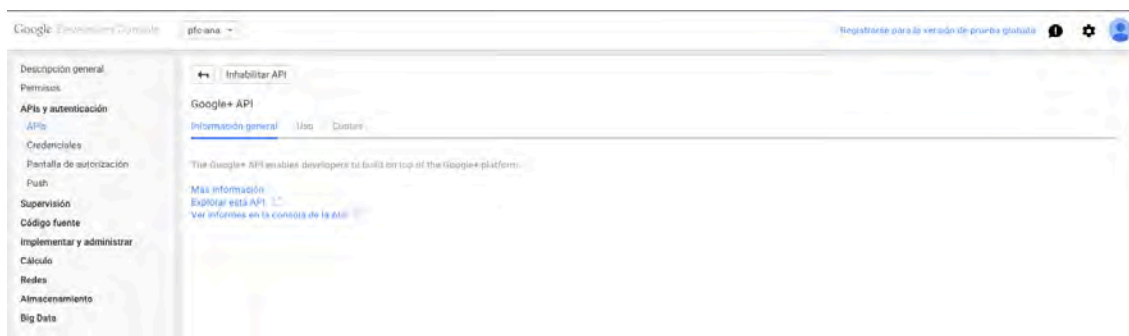 Google Developers Console
pfc-ana
Registrarse para la versión de prueba gratuita
Descripción general
Permisos
APIs y autenticación
APIs
Credenciales
Pantalla de autorización
Push
Supervisión
Código fuente
Implementar y administrar
Cálculo
Redes
Almacenamiento
Big Data
Inhabilitar API
Google+ API
Información general Uso Cuotas
The Google+ API enables developers to build on top of the Google+ platform.
Más información
Explorar esta API
Ver informes en la consola de la API